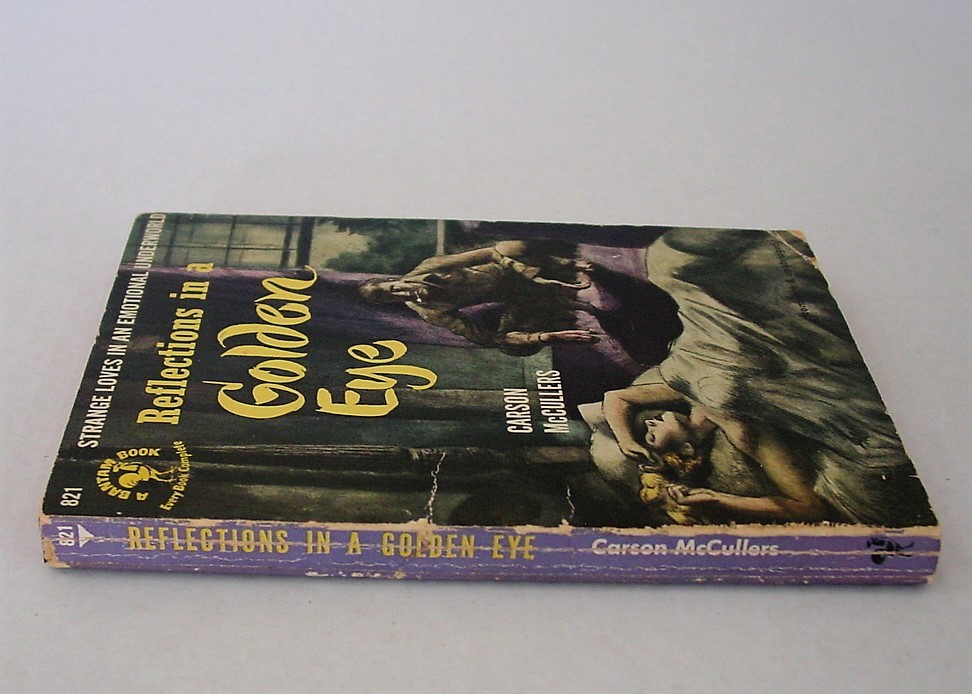 STRANGE LOVES IN AN EMOTIONAL UNDERWORLD
Reflections in a
Golden
Eye
CARSON
McCULLERS
821
A BANTAM BOOK
Every Book Complete
821
REFLECTIONS IN A GOLDEN EYE
Carson McCullers